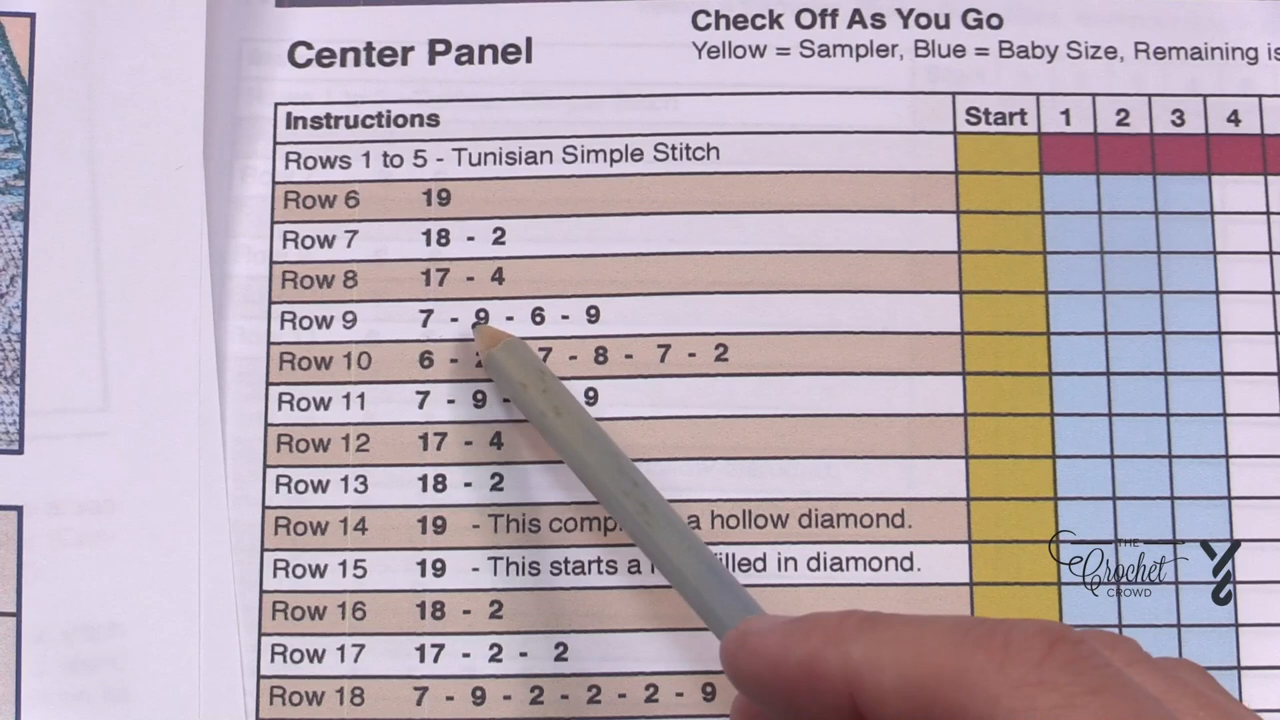 Check Off As You Go
Center Panel
Yellow = Sampler, Blue = Baby Size, Remaining is
Instructions Start 1 2 3 4
Rows 1 to 5 - Tunisian Simple Stitch
Row 6 19
Row 7 18 - 2
Row 8 17 - 4
Row 9 7 - 9 - 6 - 9
Row 10 6 - 7 - 8 - 7 - 2
Row 11 7 - 9 - 9
Row 12 17 - 4
Row 13 18 - 2
Row 14 19 - This a hollow diamond.
Row 15 19 - This starts a in diamond.
Row 16 18 - 2
Row 17 17 - 2 - 2
Row 18 7 - 9 - 2 - 2 - 2 - 9
THE
Crochet
CROWD